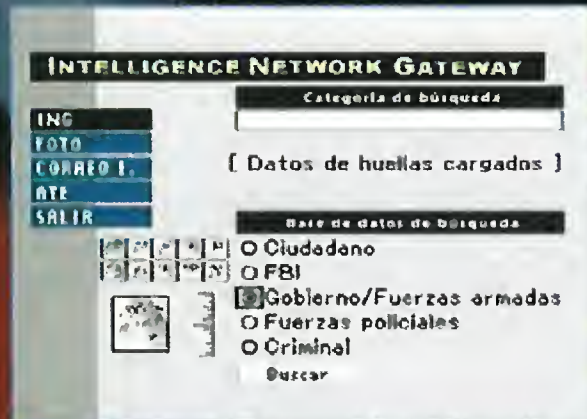 INTELLIGENCE NETWORK GATEWAY
Categoría de búsqueda
ING
FOTO
CORREO E.
ATE
SALIR
[ Datos de huellas cargados ]
Base de datos de búsqueda
Ciudadano
FBI
Gobierno/Fuerzas armadas
Fuerzas policiales
Criminal
Buscar